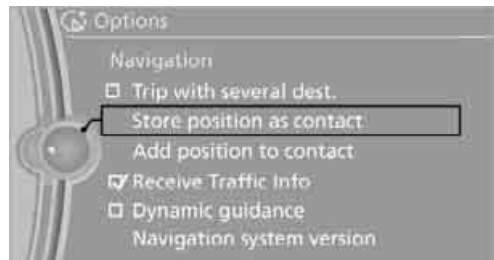 Options
Navigation
Trip with several dest.
Store position as contact
Add position to contact
Receive Traffic Info
Dynamic guidance
Navigation system version